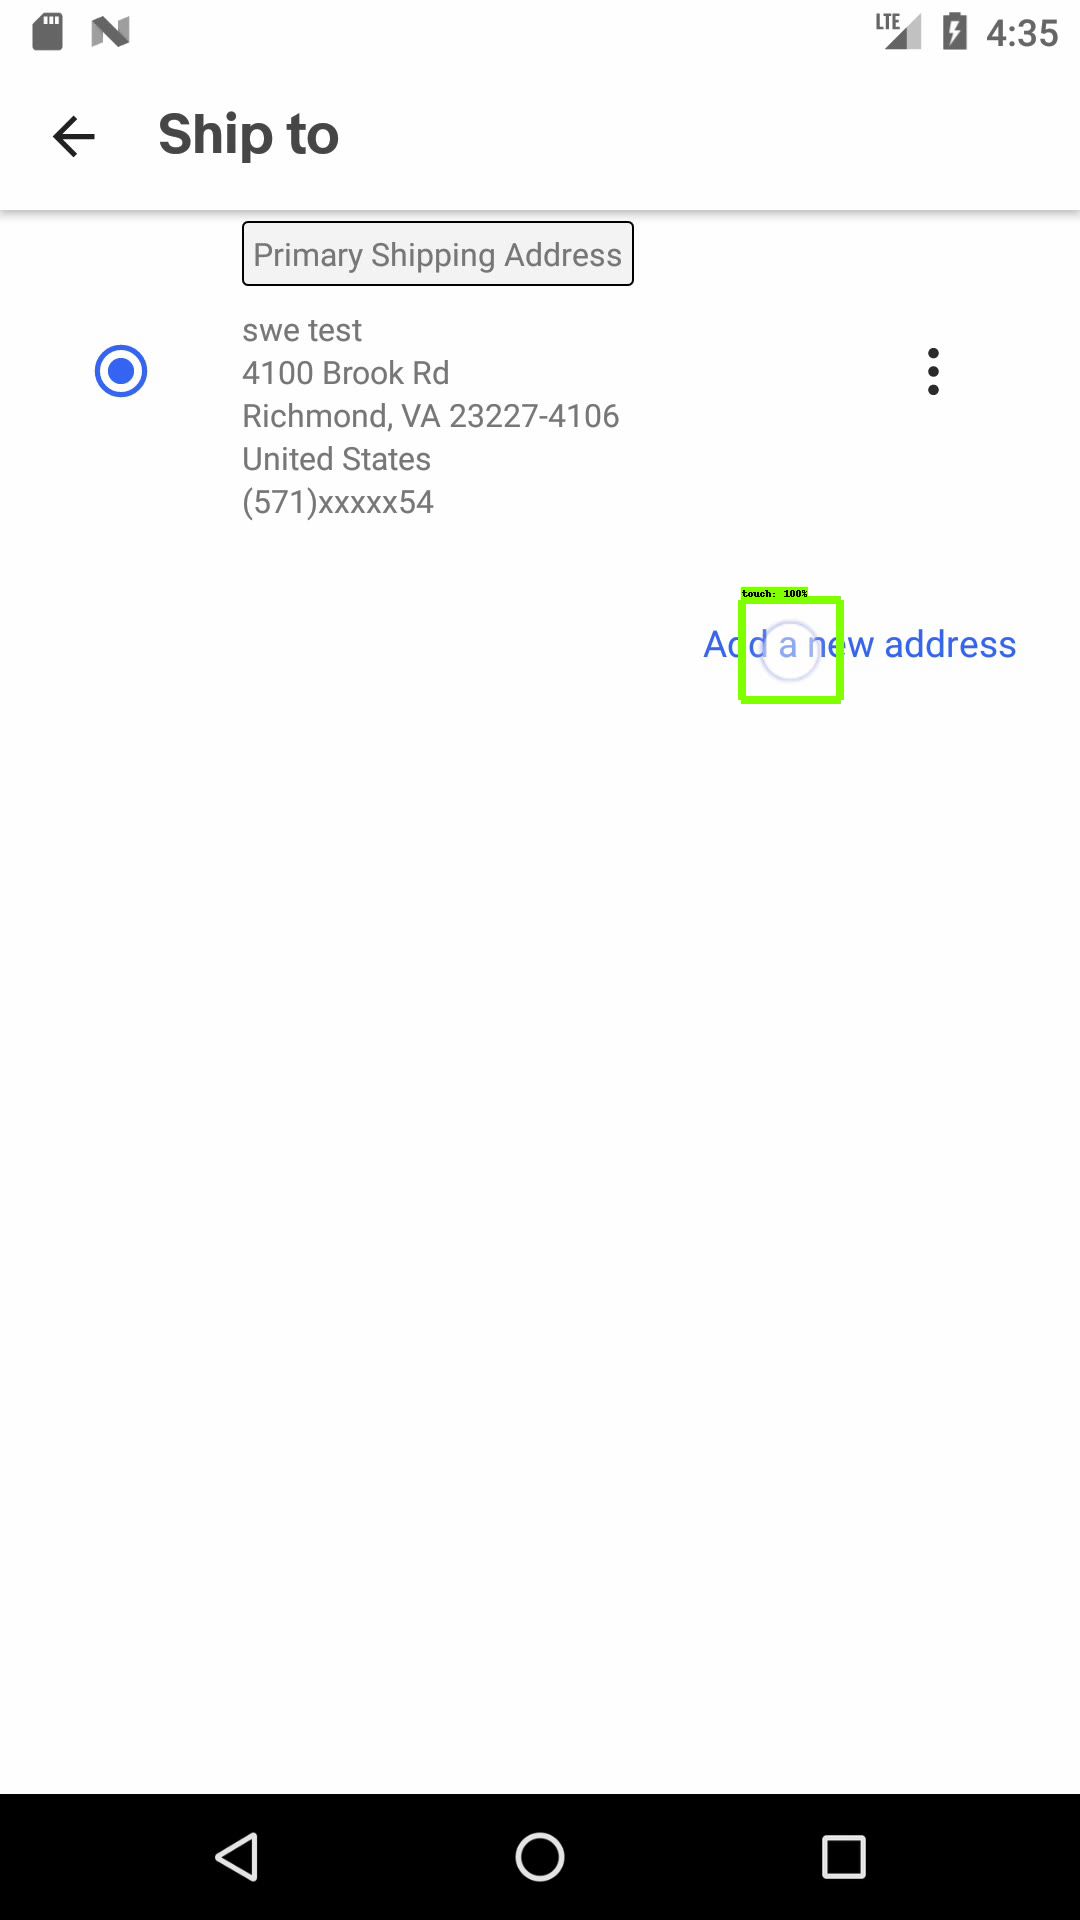 LTE 4:35
Ship to
Primary Shipping Address
swe test
4100 Brook Rd
Richmond, VA 23227-4106
United States
(571)xxxxx54
touch: 100%
Add a new address